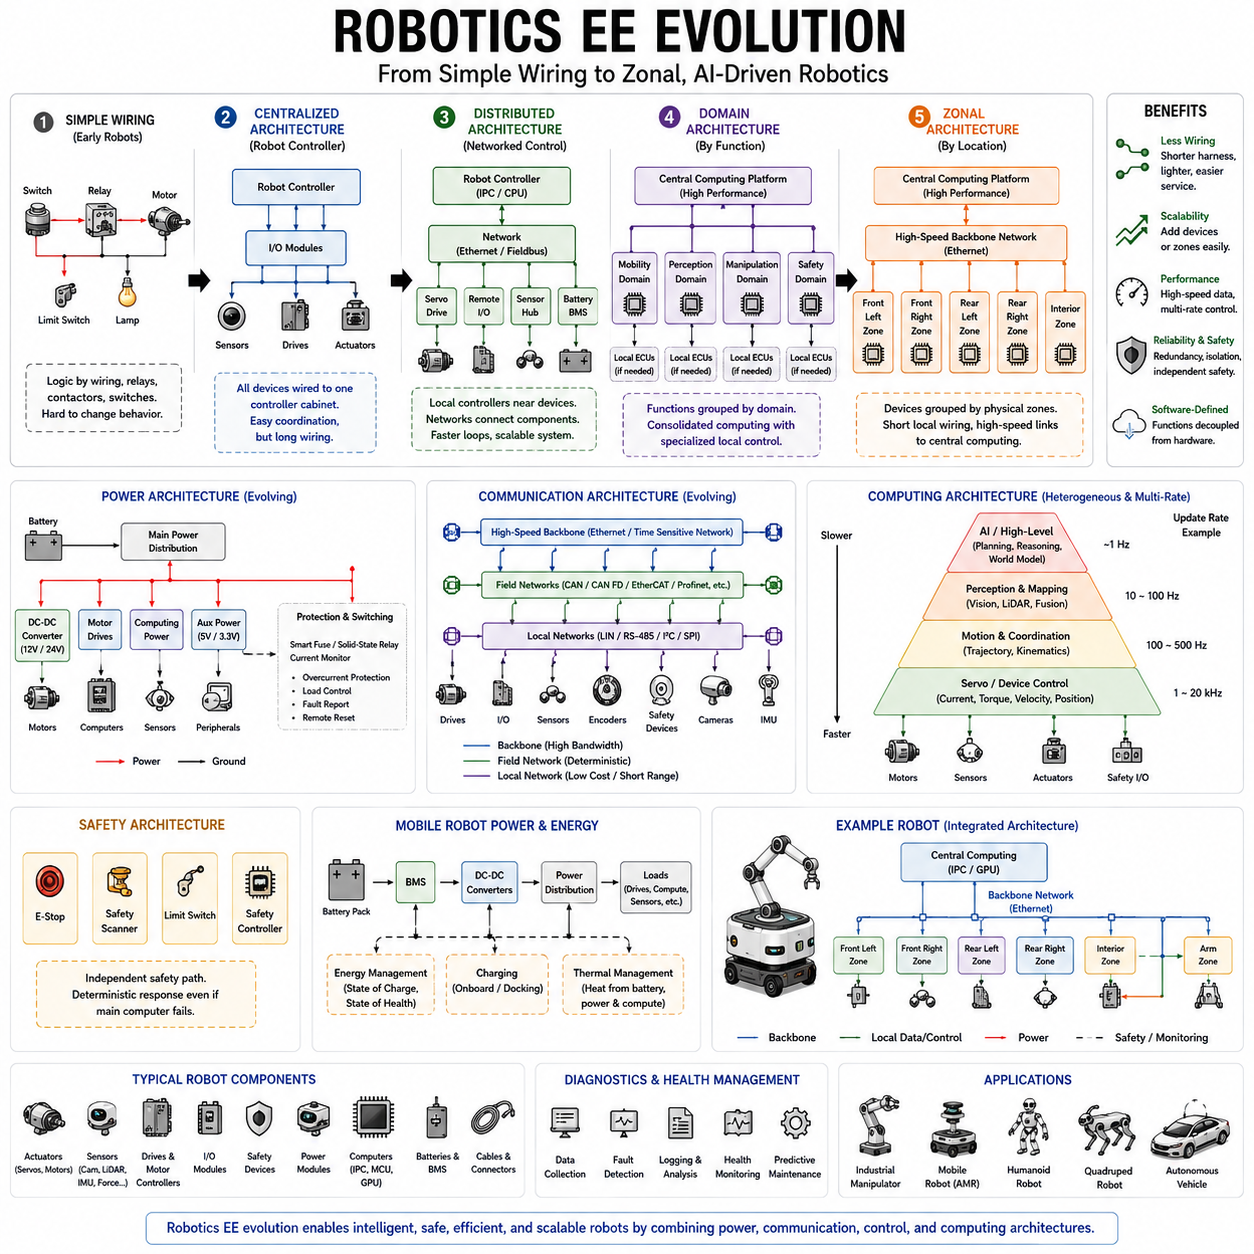 ROBOTICS EE EVOLUTION
From Simple Wiring to Zonal, AI-Driven Robotics
1
SIMPLE WIRING
(Early Robots)
Switch
Relay
Motor
Limit Switch
Lamp
Logic by wiring, relays,
contactors, switches.
Hard to change behavior.
2
CENTRALIZED
ARCHITECTURE
(Robot Controller)
Robot Controller
I/O Modules
Sensors
Drives
Actuators
All devices wired to one
controller cabinet.
Easy coordination,
but long wiring.
3
DISTRIBUTED
ARCHITECTURE
(Networked Control)
Robot Controller
(IPC / CPU)
Network
(Ethernet / Fieldbus)
Servo
Drive
Remote
I/O
Sensor
Hub
Battery
BMS
Local controllers near devices.
Networks connect components.
Faster loops, scalable system.
4
DOMAIN
ARCHITECTURE
(By Function)
Central Computing Platform
(High Performance)
Mobility
Domain
Perception
Domain
Manipulation
Domain
Safety
Domain
Local ECUs
(if needed)
Local ECUs
(if needed)
Local ECUs
(if needed)
Local ECUs
(if needed)
Functions grouped by domain.
Consolidated computing with
specialized local control.
5
ZONAL
ARCHITECTURE
(By Location)
Central Computing Platform
(High Performance)
High-Speed Backbone Network
(Ethernet)
Front
Left
Zone
Front
Right
Zone
Rear
Left
Zone
Rear
Right
Zone
Interior
Zone
Devices grouped by physical zones.
Short local wiring, high-speed links
to central computing.
BENEFITS
Less Wiring
Shorter harness,
lighter, easier
service.
Scalability
Add devices
or zones easily.
Performance
High-speed data,
multi-rate control.
Reliability & Safety
Redundancy, isolation,
independent safety.
Software-Defined
Functions decoupled
from hardware.
POWER ARCHITECTURE (Evolving)
Battery
Main Power
Distribution
DC-DC
Converter
(12V / 24V)
Motor
Drives
Computing
Power
Aux Power
(5V / 3.3V)
Motors
Computers
Sensors
Peripherals
Protection & Switching
Smart Fuse / Solid-State Relay
Current Monitor
• Overcurrent Protection
• Load Control
• Fault Report
• Remote Reset
Power
Ground
COMMUNICATION ARCHITECTURE (Evolving)
High-Speed Backbone (Ethernet / Time Sensitive Network)
Field Networks (CAN / CAN FD / EtherCAT / Profinet, etc.)
Local Networks (LIN / RS-485 / I²C / SPI)
Drives
I/O
Sensors
Encoders
Safety
Devices
Cameras
IMU
Backbone (High Bandwidth)
Field Network (Deterministic)
Local Network (Low Cost / Short Range)
COMPUTING ARCHITECTURE (Heterogeneous & Multi-Rate)
Slower
Faster
Update Rate
Example
AI / High-Level
(Planning, Reasoning,
World Model)
~1 Hz
Perception & Mapping
(Vision, LiDAR, Fusion)
10 ~ 100 Hz
Motion & Coordination
(Trajectory, Kinematics)
100 ~ 500 Hz
Servo / Device Control
(Current, Torque, Velocity, Position)
1 ~ 20 kHz
Motors
Sensors
Actuators
Safety I/O
SAFETY ARCHITECTURE
E-Stop
Safety
Scanner
Limit Switch
Safety
Controller
Independent safety path.
Deterministic response even if
main computer fails.
MOBILE ROBOT POWER & ENERGY
Battery Pack
BMS
DC-DC
Converters
Power
Distribution
Loads
(Drives, Compute,
Sensors, etc.)
Energy Management
(State of Charge,
State of Health)
Charging
(Onboard / Docking)
Thermal Management
(Heat from battery,
power & compute)
EXAMPLE ROBOT (Integrated Architecture)
Central Computing
(IPC / GPU)
Backbone Network
(Ethernet)
Front Left
Zone
Front Right
Zone
Rear Left
Zone
Rear Right
Zone
Interior
Zone
Arm
Zone
Backbone
Local Data/Control
Power
Safety / Monitoring
TYPICAL ROBOT COMPONENTS
Actuators
(Servos, Motors)
Sensors
(Cam, LiDAR,
IMU, Force...)
Drives &
Motor
Controllers
I/O
Modules
Safety
Devices
Power
Modules
Computers
(IPC, MCU,
GPU)
Batteries &
BMS
Cables &
Connectors
DIAGNOSTICS & HEALTH MANAGEMENT
Data
Collection
Fault
Detection
Logging &
Analysis
Health
Monitoring
Predictive
Maintenance
APPLICATIONS
Industrial
Manipulator
Mobile
Robot (AMR)
Humanoid
Robot
Quadruped
Robot
Autonomous
Vehicle
Robotics EE evolution enables intelligent, safe, efficient, and scalable robots by combining power, communication, control, and computing architectures.